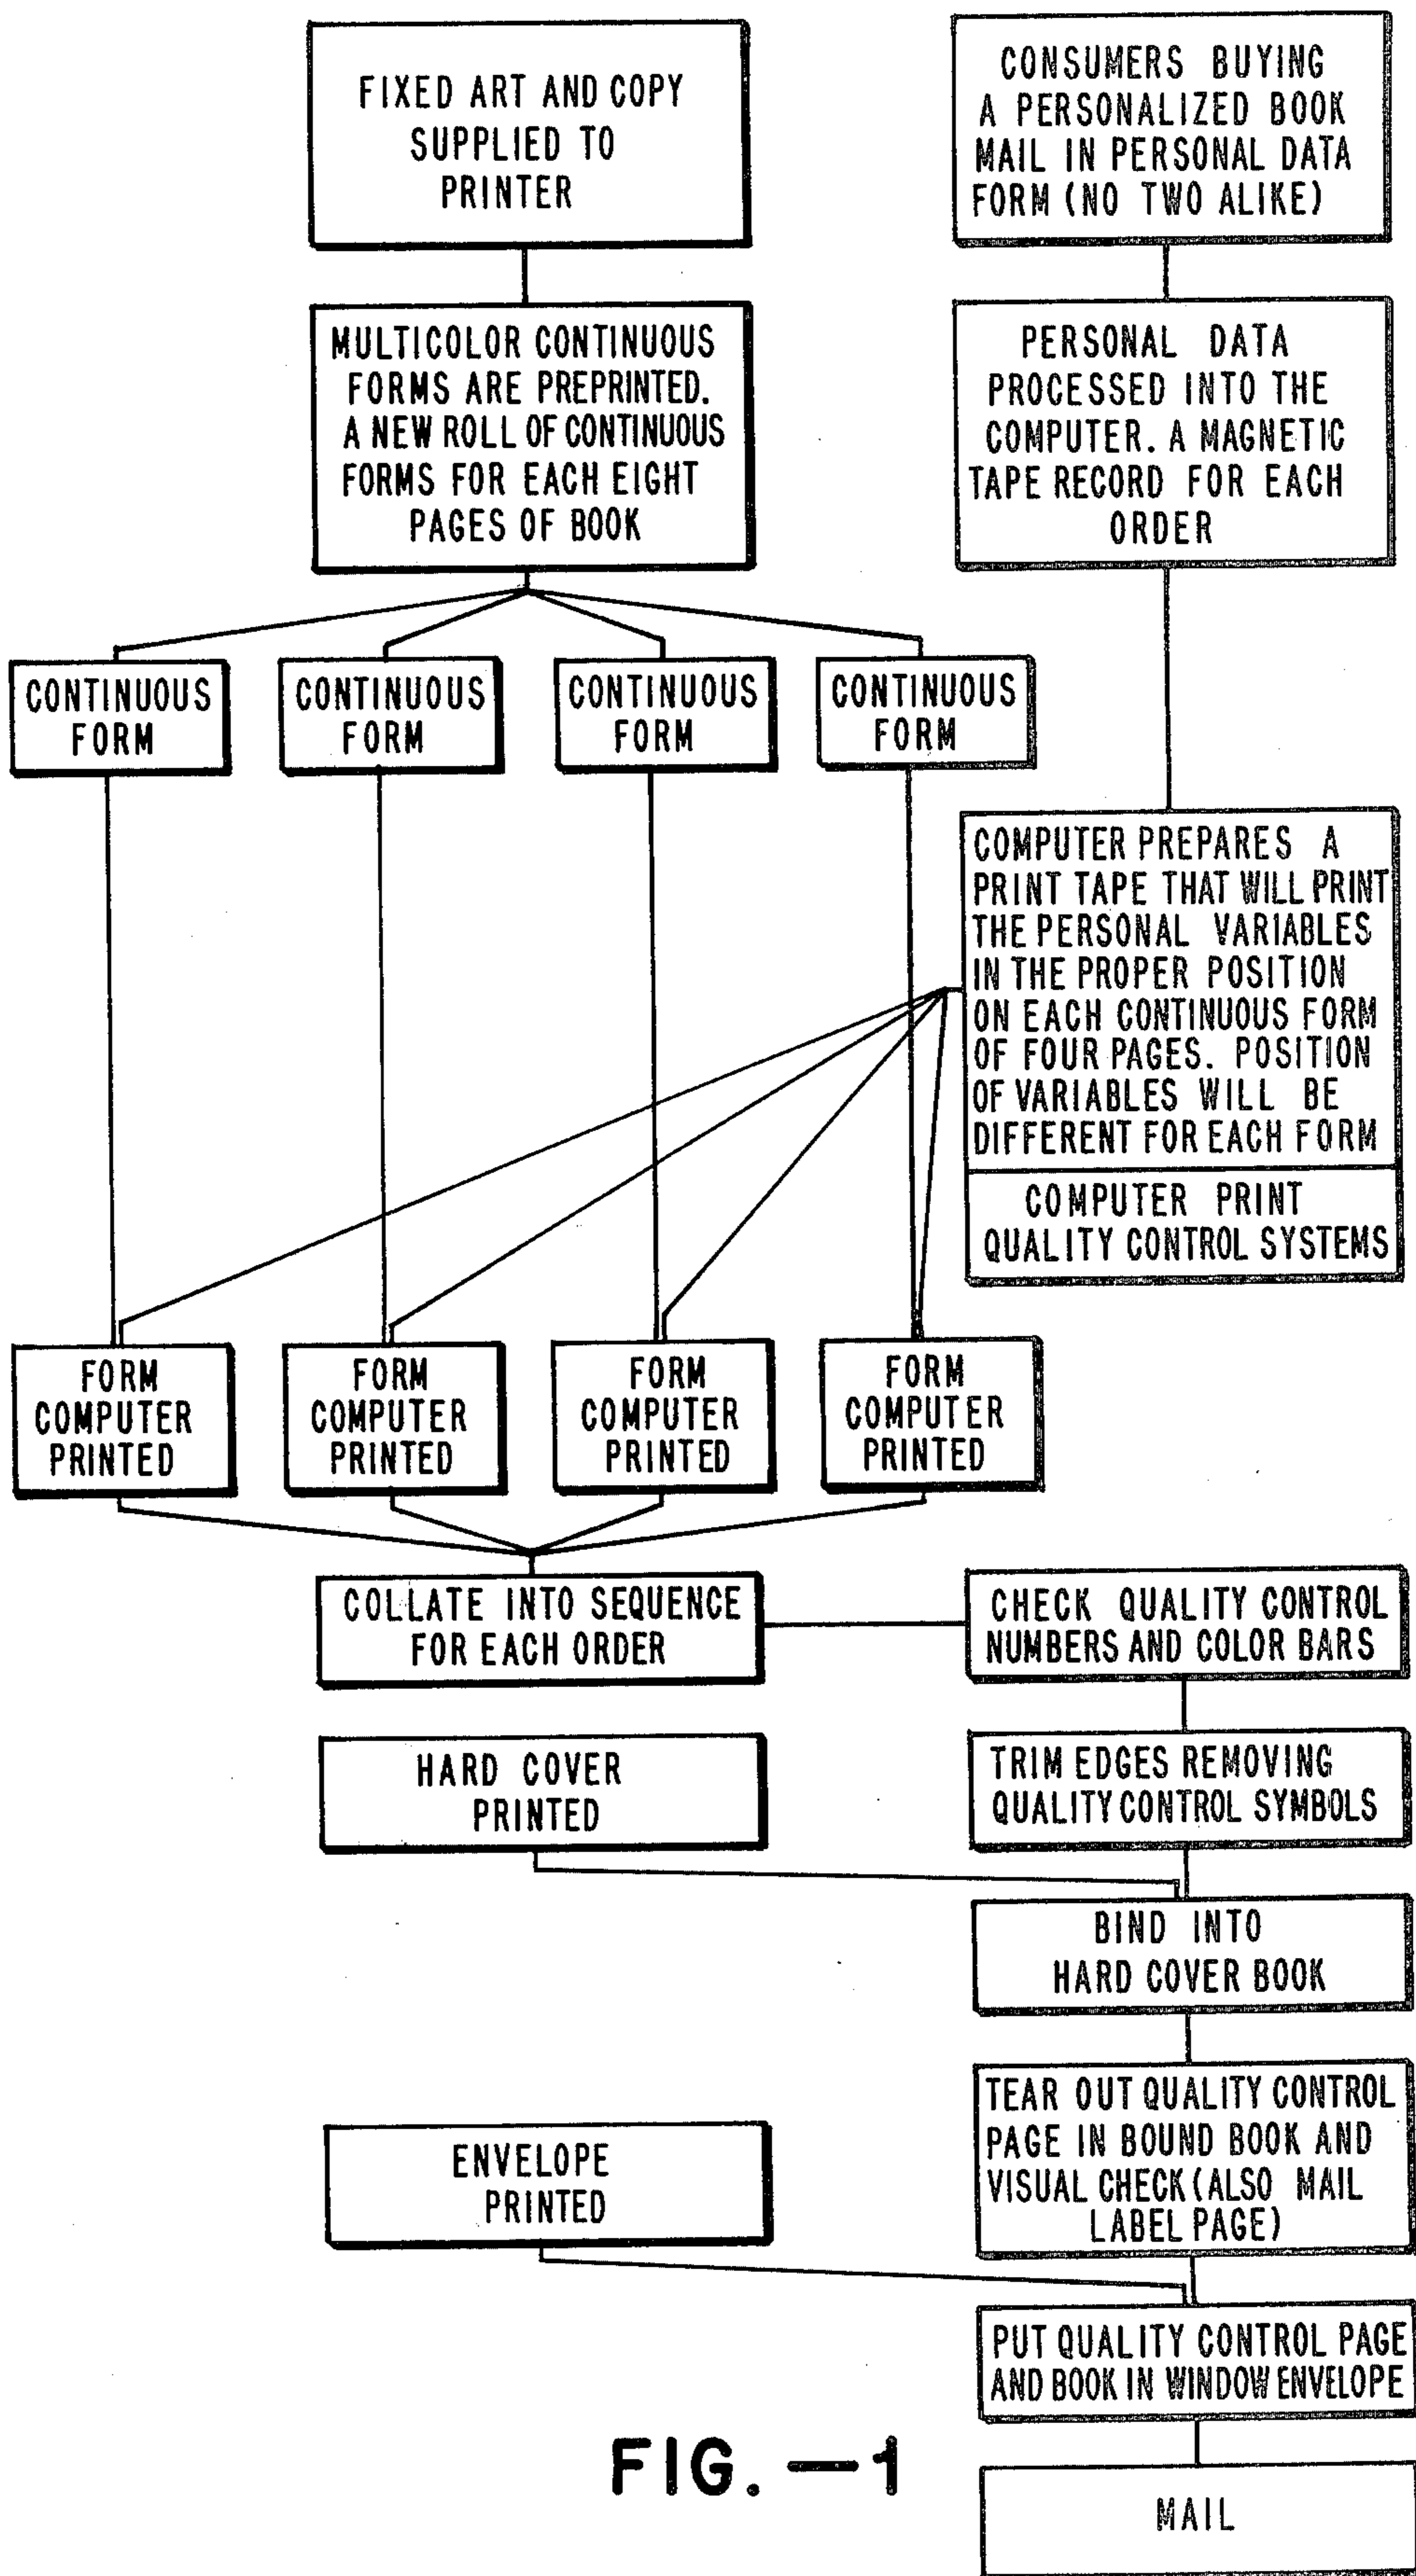 FIXED ART AND COPY
SUPPLIED TO
PRINTER
CONSUMERS BUYING
A PERSONALIZED BOOK
MAIL IN PERSONAL DATA
FORM (NO TWO ALIKE)
MULTICOLOR CONTINUOUS
FORMS ARE PREPRINTED.
A NEW ROLL OF CONTINUOUS
FORMS FOR EACH EIGHT
PAGES OF BOOK
PERSONAL DATA
PROCESSED INTO THE
COMPUTER. A MAGNETIC
TAPE RECORD FOR EACH
ORDER
CONTINUOUS
FORM
CONTINUOUS
FORM
CONTINUOUS
FORM
CONTINUOUS
FORM
COMPUTER PREPARES A
PRINT TAPE THAT WILL PRINT
THE PERSONAL VARIABLES
IN THE PROPER POSITION
ON EACH CONTINUOUS FORM
OF FOUR PAGES. POSITION
OF VARIABLES WILL BE
DIFFERENT FOR EACH FORM
COMPUTER PRINT
QUALITY CONTROL SYSTEMS
FORM
COMPUTER
PRINTED
FORM
COMPUTER
PRINTED
FORM
COMPUTER
PRINTED
FORM
COMPUTER
PRINTED
COLLATE INTO SEQUENCE
FOR EACH ORDER
CHECK QUALITY CONTROL
NUMBERS AND COLOR BARS
HARD COVER
PRINTED
TRIM EDGES REMOVING
QUALITY CONTROL SYMBOLS
BIND INTO
HARD COVER BOOK
ENVELOPE
PRINTED
TEAR OUT QUALITY CONTROL
PAGE IN BOUND BOOK AND
VISUAL CHECK (ALSO MAIL
LABEL PAGE)
PUT QUALITY CONTROL PAGE
AND BOOK IN WINDOW ENVELOPE
MAIL
FIG. — 1